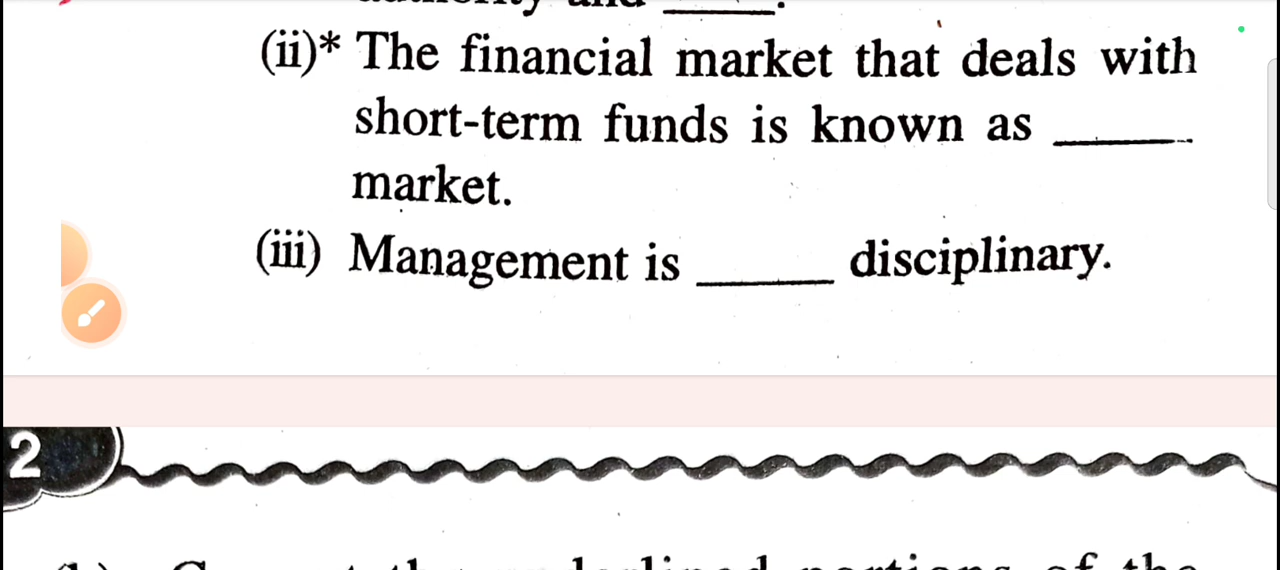 (ii)* The financial market that deals with
short-term funds is known as ______
market.
(iii) Management is ______ disciplinary.
2